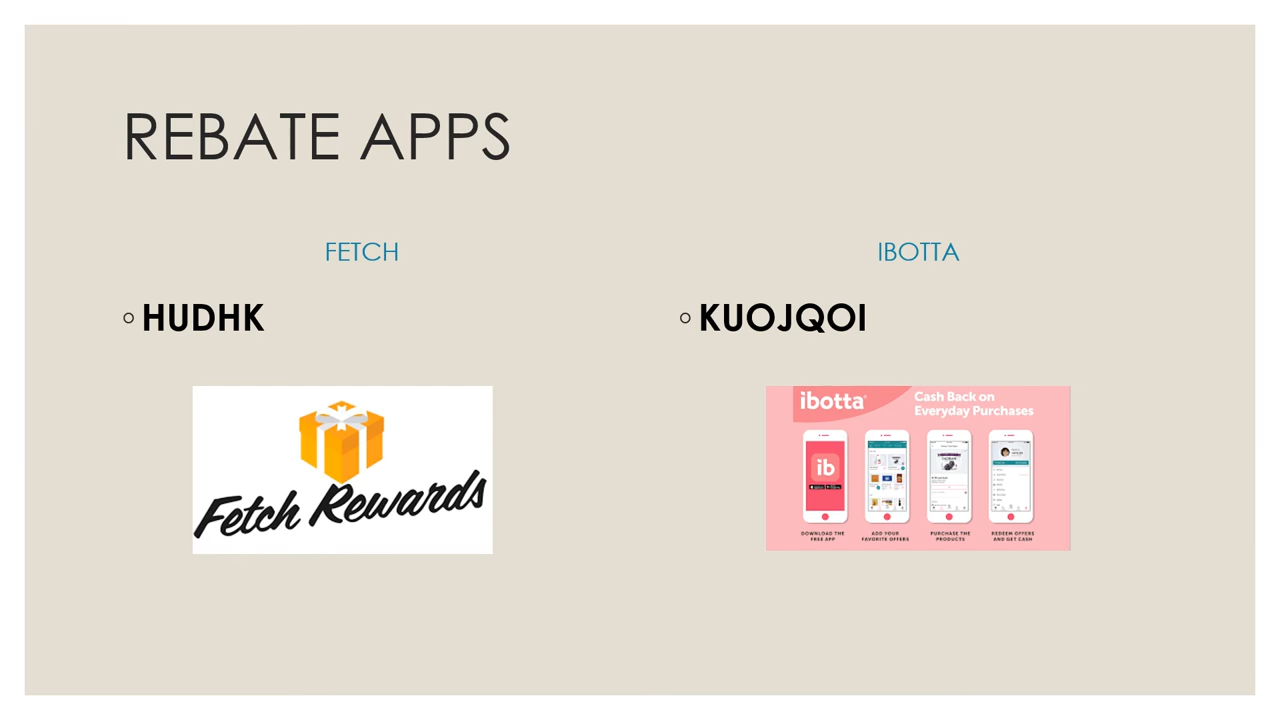 REBATE APPS
FETCH
◦ HUDHK
Fetch Rewards
IBOTTA
◦ KUOJQOI
ibotta
Cash Back on
Everyday Purchases
ib
DOWNLOAD THE
FREE APP
ADD YOUR
FAVORITE OFFERS
PURCHASE THE
PRODUCTS
REDEEM OFFERS
AND GET CASH